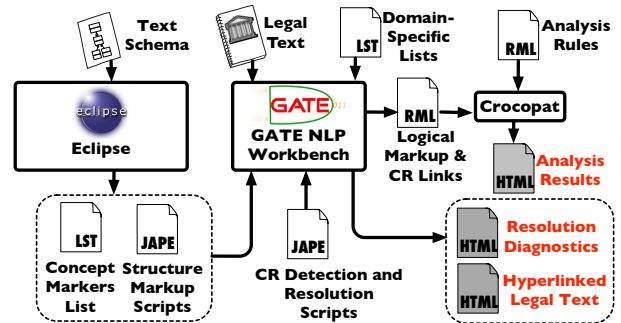 Text
Schema
Legal
Text
LST
Domain-
Specific
Lists
RML
Analysis
Rules
eclipse
Eclipse
GATE
2011
GATE NLP
Workbench
RML
Logical
Markup &
CR Links
Crocopat
HTML
Analysis
Results
LST
Concept
Markers
List
JAPE
Structure
Markup
Scripts
JAPE
CR Detection and
Resolution
Scripts
HTML
Resolution
Diagnostics
HTML
Hyperlinked
Legal Text